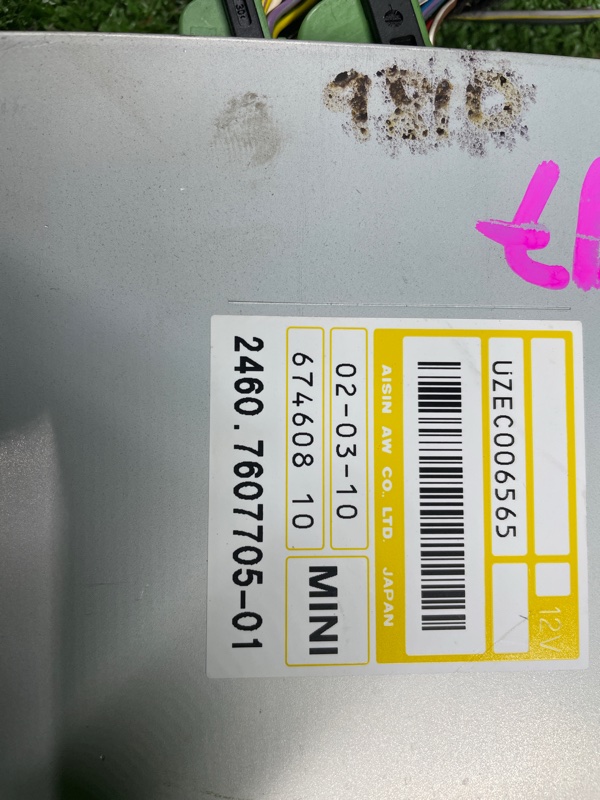 12V
UZEC006565
AISIN AW CO., LTD. JAPAN
02-03-10
674608 10
MINI
2460.7607705-01